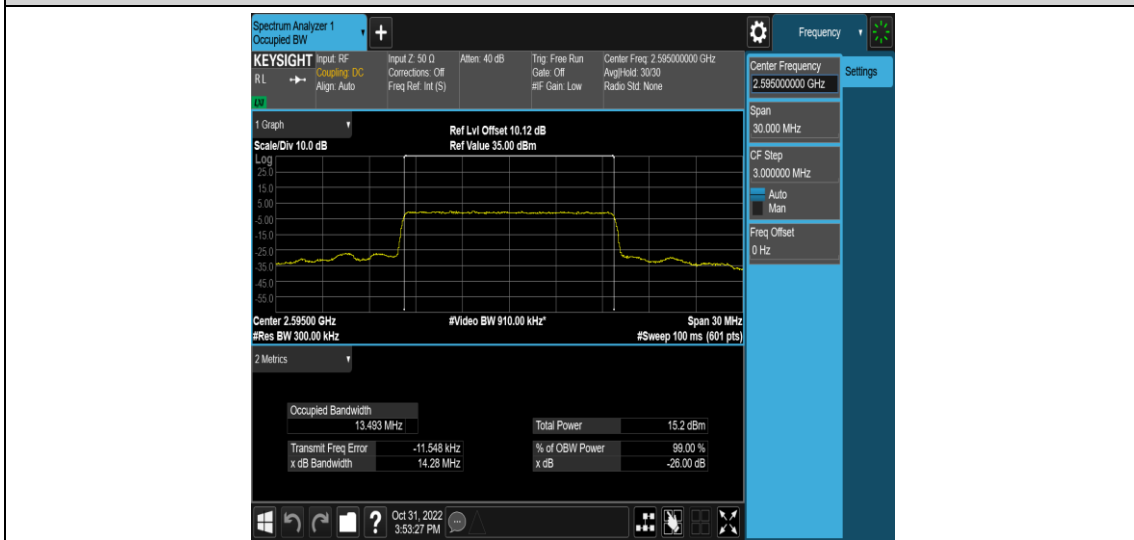 Spectrum Analyzer 1
Occupied BW
Frequency
KEYSIGHT
RL
LM
Input: RF
Coupling: DC
Align: Auto
Input Z: 50 Ω
Corrections: Off
Freq Ref: Int (S)
Atten: 40 dB
Trig: Free Run
Gate: Off
#IF Gain: Low
Center Freq: 2.595000000 GHz
Avg|Hold: 30/30
Radio Std: None
Center Frequency
2.595000000 GHz
Settings
Span
30.000 MHz
CF Step
3.000000 MHz
Auto
Man
Freq Offset
0 Hz
1 Graph
Scale/Div 10.0 dB
Ref Lvl Offset 10.12 dB
Ref Value 35.00 dBm
Log
25.0
15.0
5.00
-5.00
-15.0
-25.0
-35.0
-45.0
-55.0
Center 2.59500 GHz
#Res BW 300.00 kHz
#Video BW 910.00 kHz*
Span 30 MHz
#Sweep 100 ms (601 pts)
2 Metrics
Occupied Bandwidth
13.493 MHz
Transmit Freq Error -11.548 kHz
x dB Bandwidth 14.28 MHz
Total Power 15.2 dBm
% of OBW Power 99.00 %
x dB -26.00 dB
Oct 31, 2022
3:53:27 PM